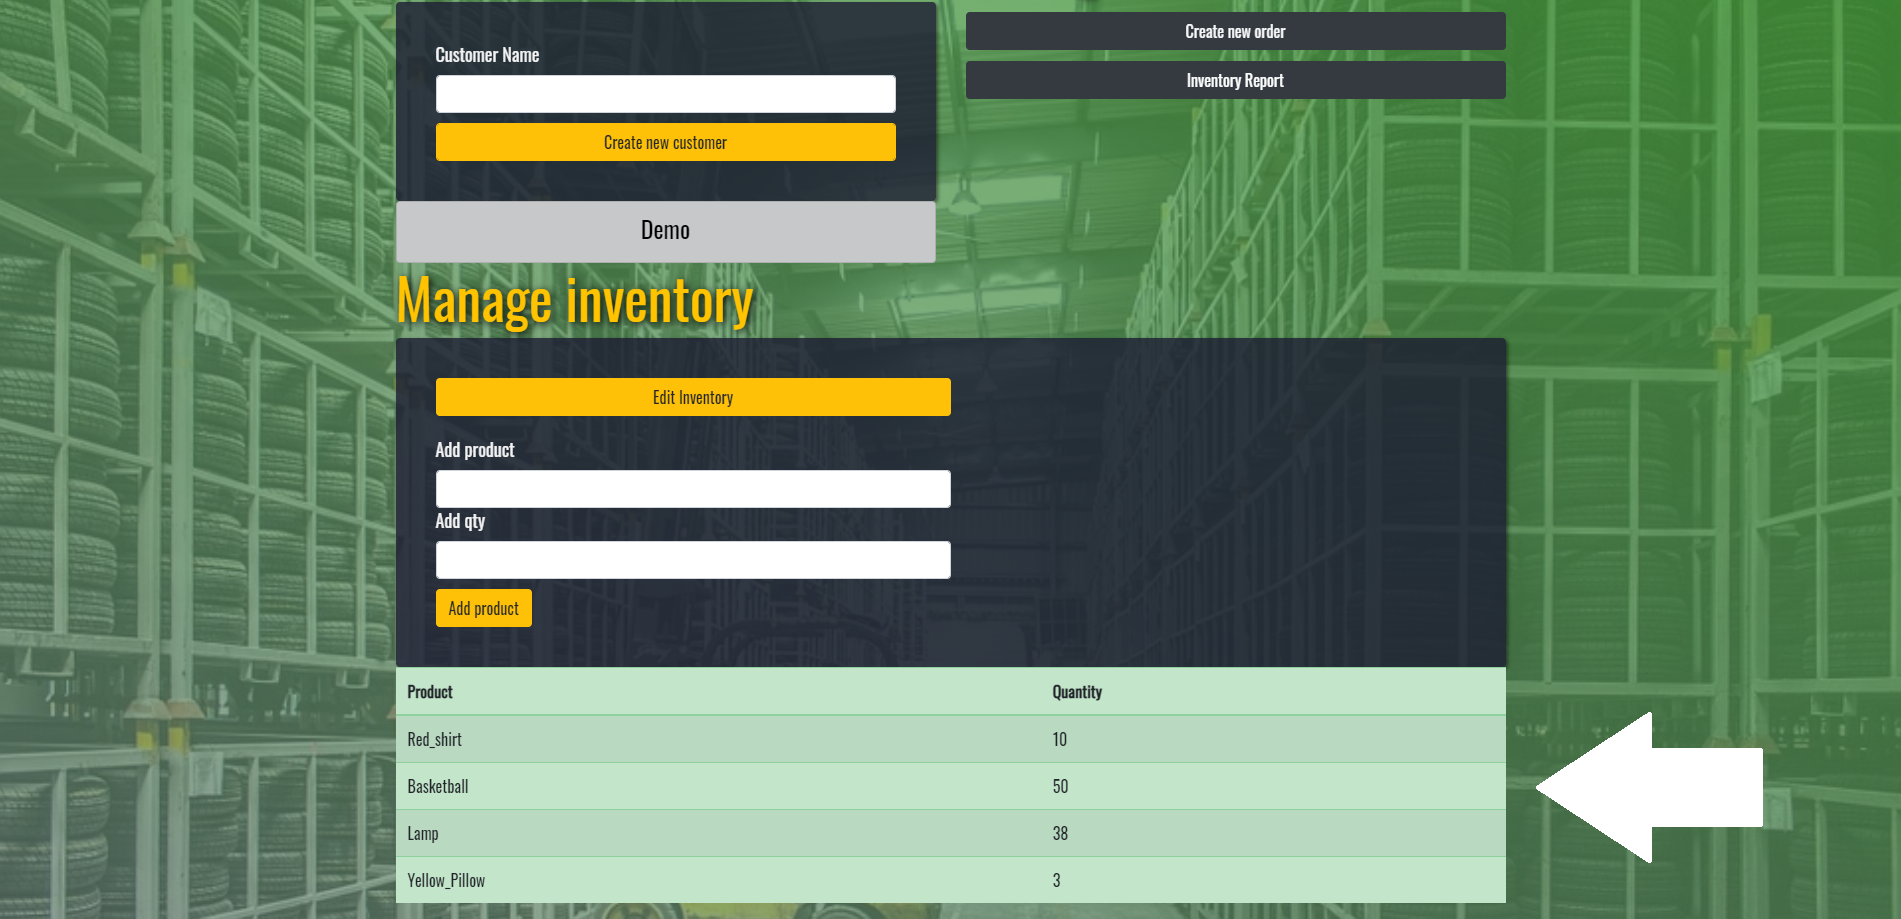 Customer Name
Create new customer
Demo
Create new order
Inventory Report
Manage inventory
Edit Inventory
Add product
Add qty
Add product
Product Quantity
Red_shirt 10
Basketball 50
Lamp 38
Yellow_Pillow 3